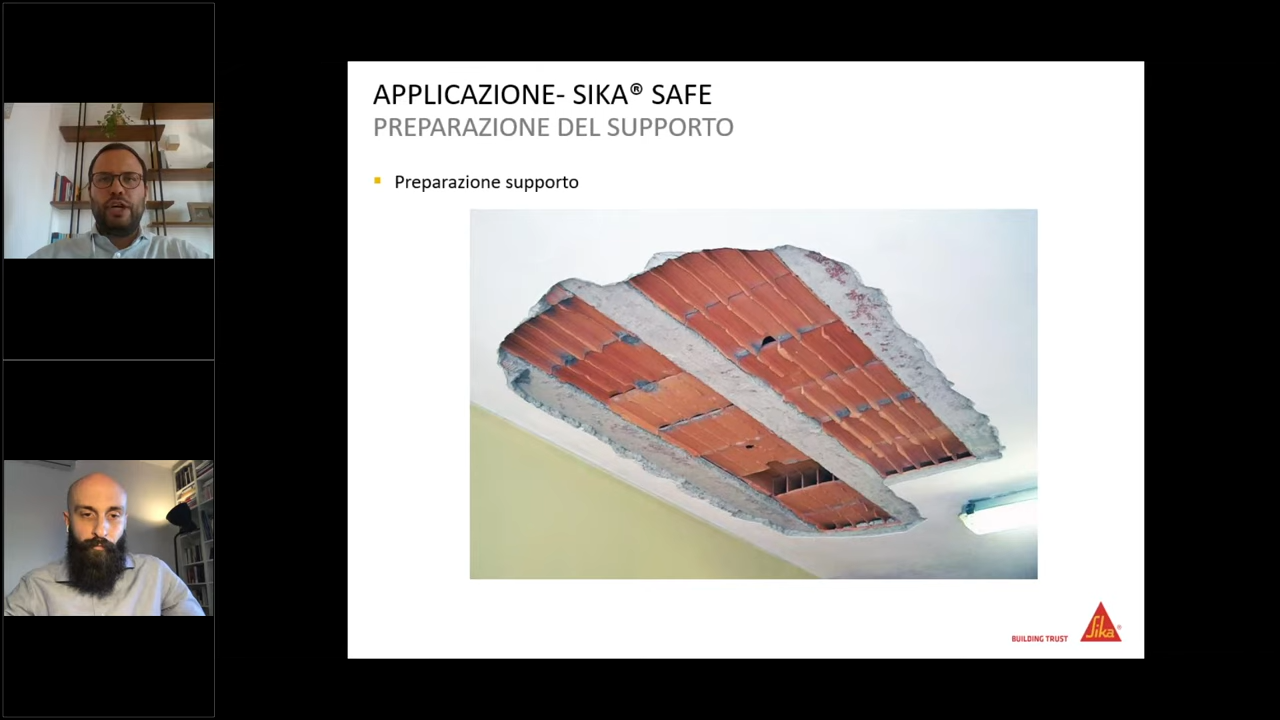 APPLICAZIONE- SIKA® SAFE
PREPARAZIONE DEL SUPPORTO
Preparazione supporto
BUILDING TRUST
Sika®